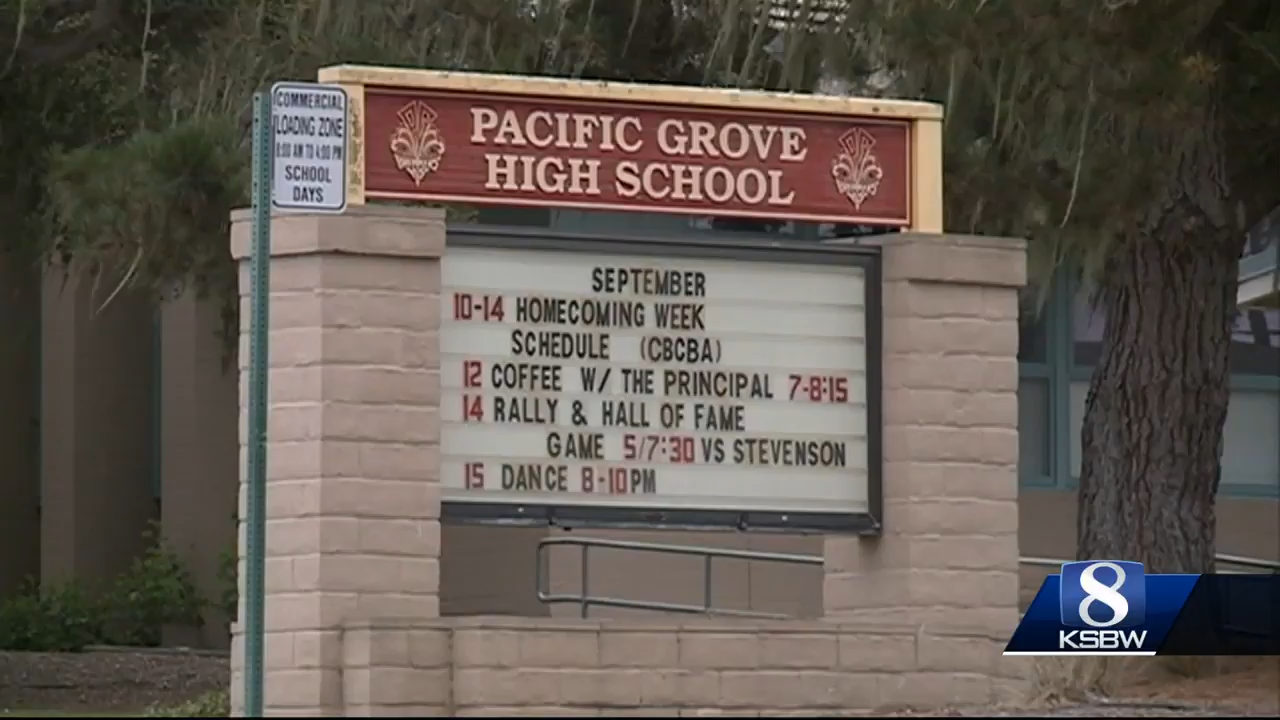 COMMERCIAL
LOADING ZONE
8:00 AM TO 4:00 PM
SCHOOL
DAYS
PACIFIC GROVE
HIGH SCHOOL
SEPTEMBER
10-14 HOMECOMING WEEK
SCHEDULE (CBCBA)
12 COFFEE W/ THE PRINCIPAL 7-8:15
14 RALLY & HALL OF FAME
GAME 5/7:30 VS STEVENSON
15 DANCE 8-10PM
8
KSBW